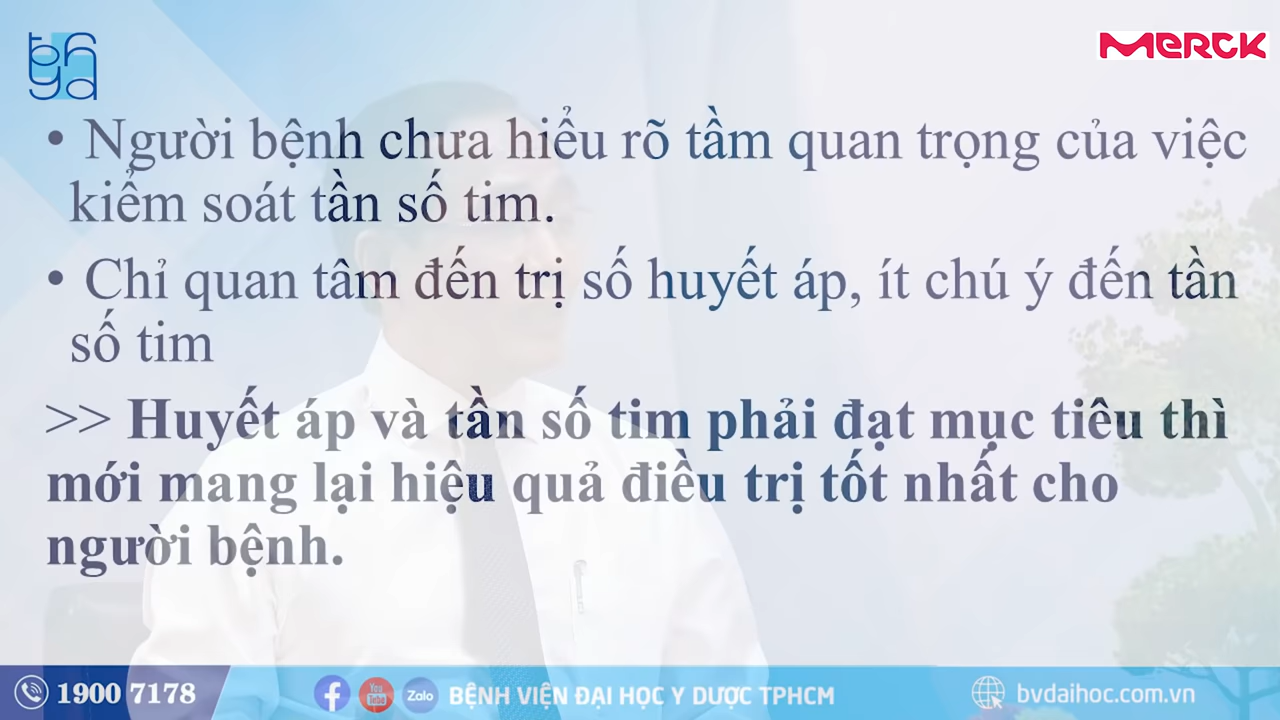 MERCK
• Người bệnh chưa hiểu rõ tầm quan trọng của việc
kiểm soát tần số tim.
• Chỉ quan tâm đến trị số huyết áp, ít chú ý đến tần
số tim
>> Huyết áp và tần số tim phải đạt mục tiêu thì
mới mang lại hiệu quả điều trị tốt nhất cho
người bệnh.
1900 7178
You Tube
Zalo
BỆNH VIỆN ĐẠI HỌC Y DƯỢC TPHCM
bvdaihoc.com.vn